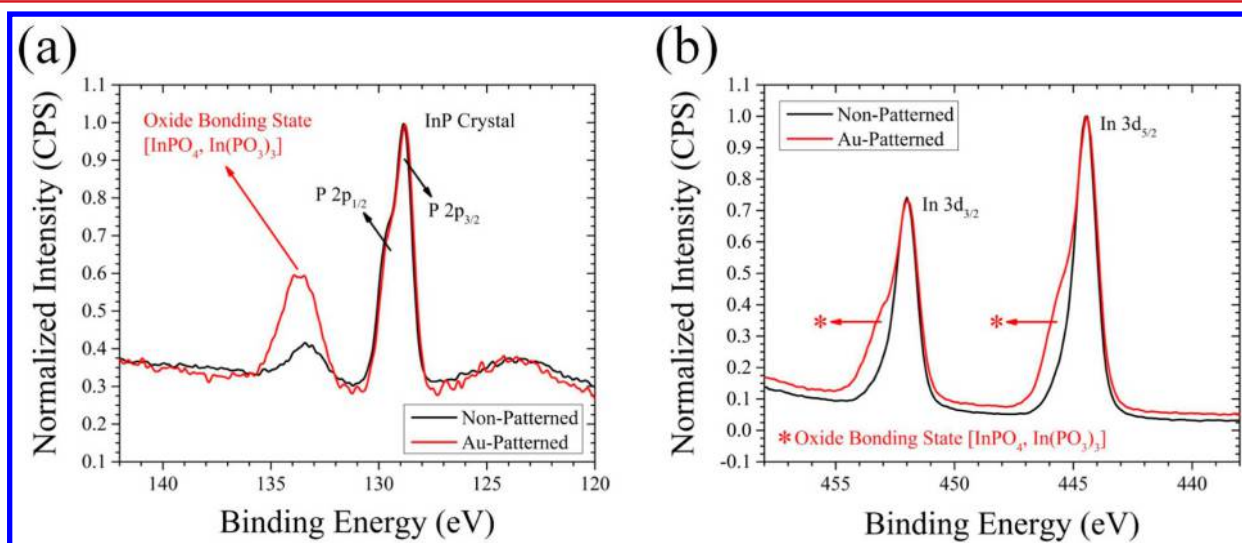 (a)
Normalized Intensity (CPS)
1.1
1.0
0.9
0.8
0.7
0.6
0.5
0.4
0.3
0.2
0.1
Oxide Bonding State
[InPO₄, In(PO₃)₃]
InP Crystal
P 2p₁/₂
P 2p₃/₂
Non-Patterned
Au-Patterned
140
135
130
125
120
Binding Energy (eV)
(b)
Normalized Intensity (CPS)
1.1
1.0
0.9
0.8
0.7
0.6
0.5
0.4
0.3
0.2
0.1
0.0
-0.1
Non-Patterned
Au-Patterned
In 3d₅/₂
In 3d₃/₂
*
*
* Oxide Bonding State [InPO₄, In(PO₃)₃]
455
450
445
440
Binding Energy (eV)